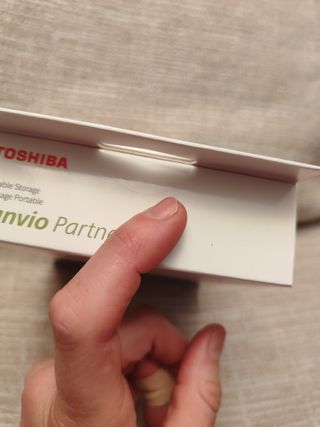 TOSHIBA
able Storage
age Portable
anvio Partne